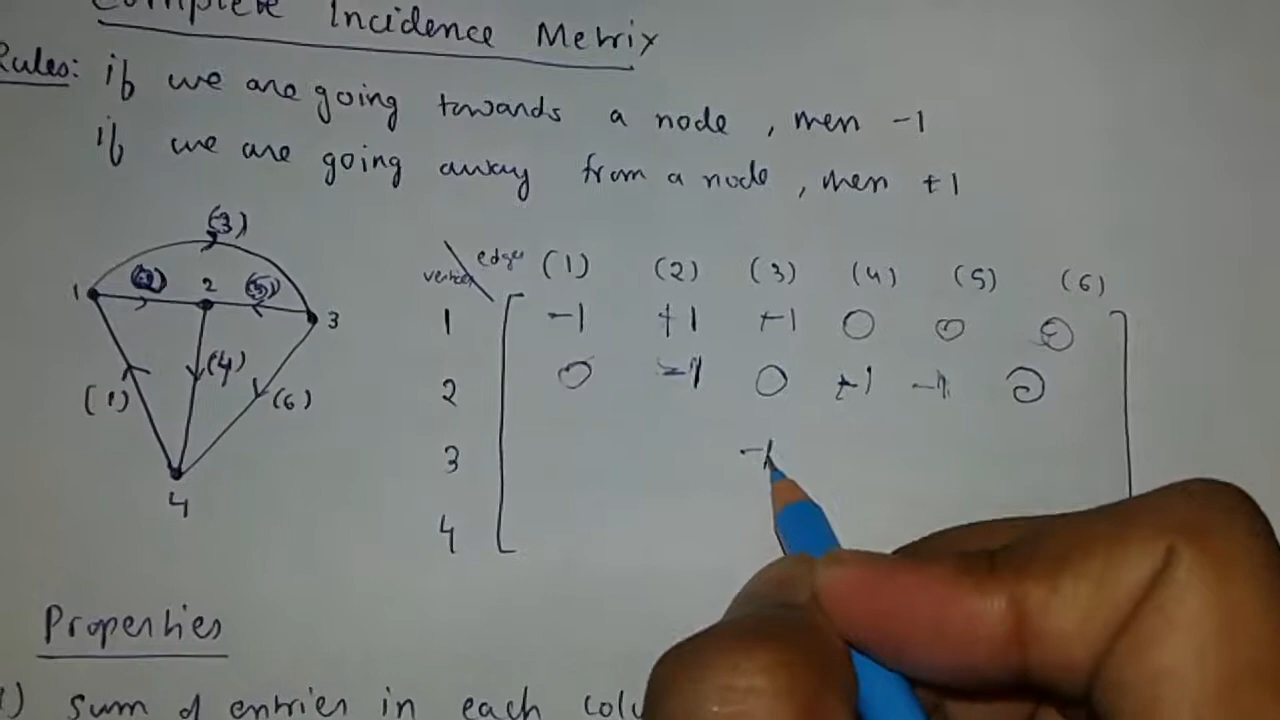 Complete Incidence Metrix
Rules: if we are going towards a node, then -1
if we are going away from a node, then +1
(3)
1 (2) 2 (5) 3
(4)
(1) (6)
4
vertex edges (1) (2) (3) (4) (5) (6)
1 -1 +1 +1 0 0 0
2 0 -1 0 +1 -1 0
3 -1
4
Properties
1) sum of entries in each colu